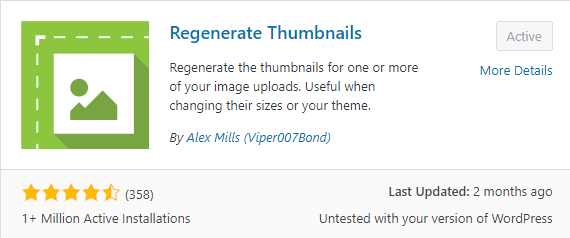 Regenerate Thumbnails
Active
More Details
Regenerate the thumbnails for one or more
of your image uploads. Useful when
changing their sizes or your theme.
By Alex Mills (Viper007Bond)
(358)
Last Updated: 2 months ago
1+ Million Active Installations
Untested with your version of WordPress